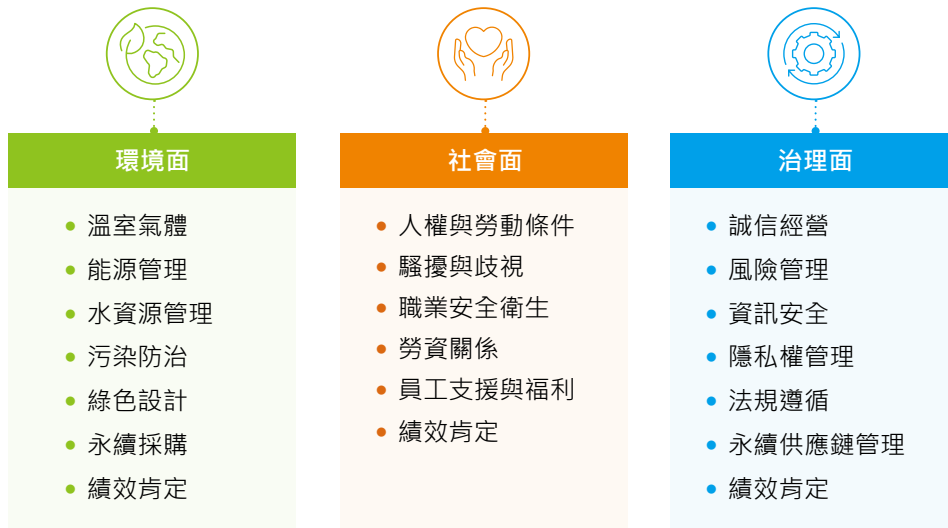 環境面
溫室氣體
能源管理
水資源管理
污染防治
綠色設計
永續採購
績效肯定
社會面
人權與勞動條件
騷擾與歧視
職業安全衛生
勞資關係
員工支援與福利
績效肯定
治理面
誠信經營
風險管理
資訊安全
隱私權管理
法規遵循
永續供應鏈管理
績效肯定